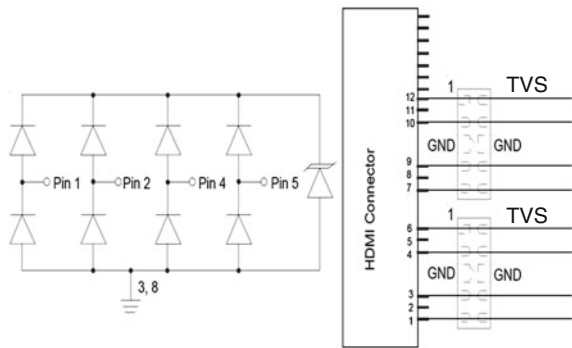 Pin 1
Pin 2
Pin 4
Pin 5
3, 8
HDMI Connector
12
11
10
9
8
7
6
5
4
3
2
1
1
TVS
GND
GND
1
TVS
GND
GND